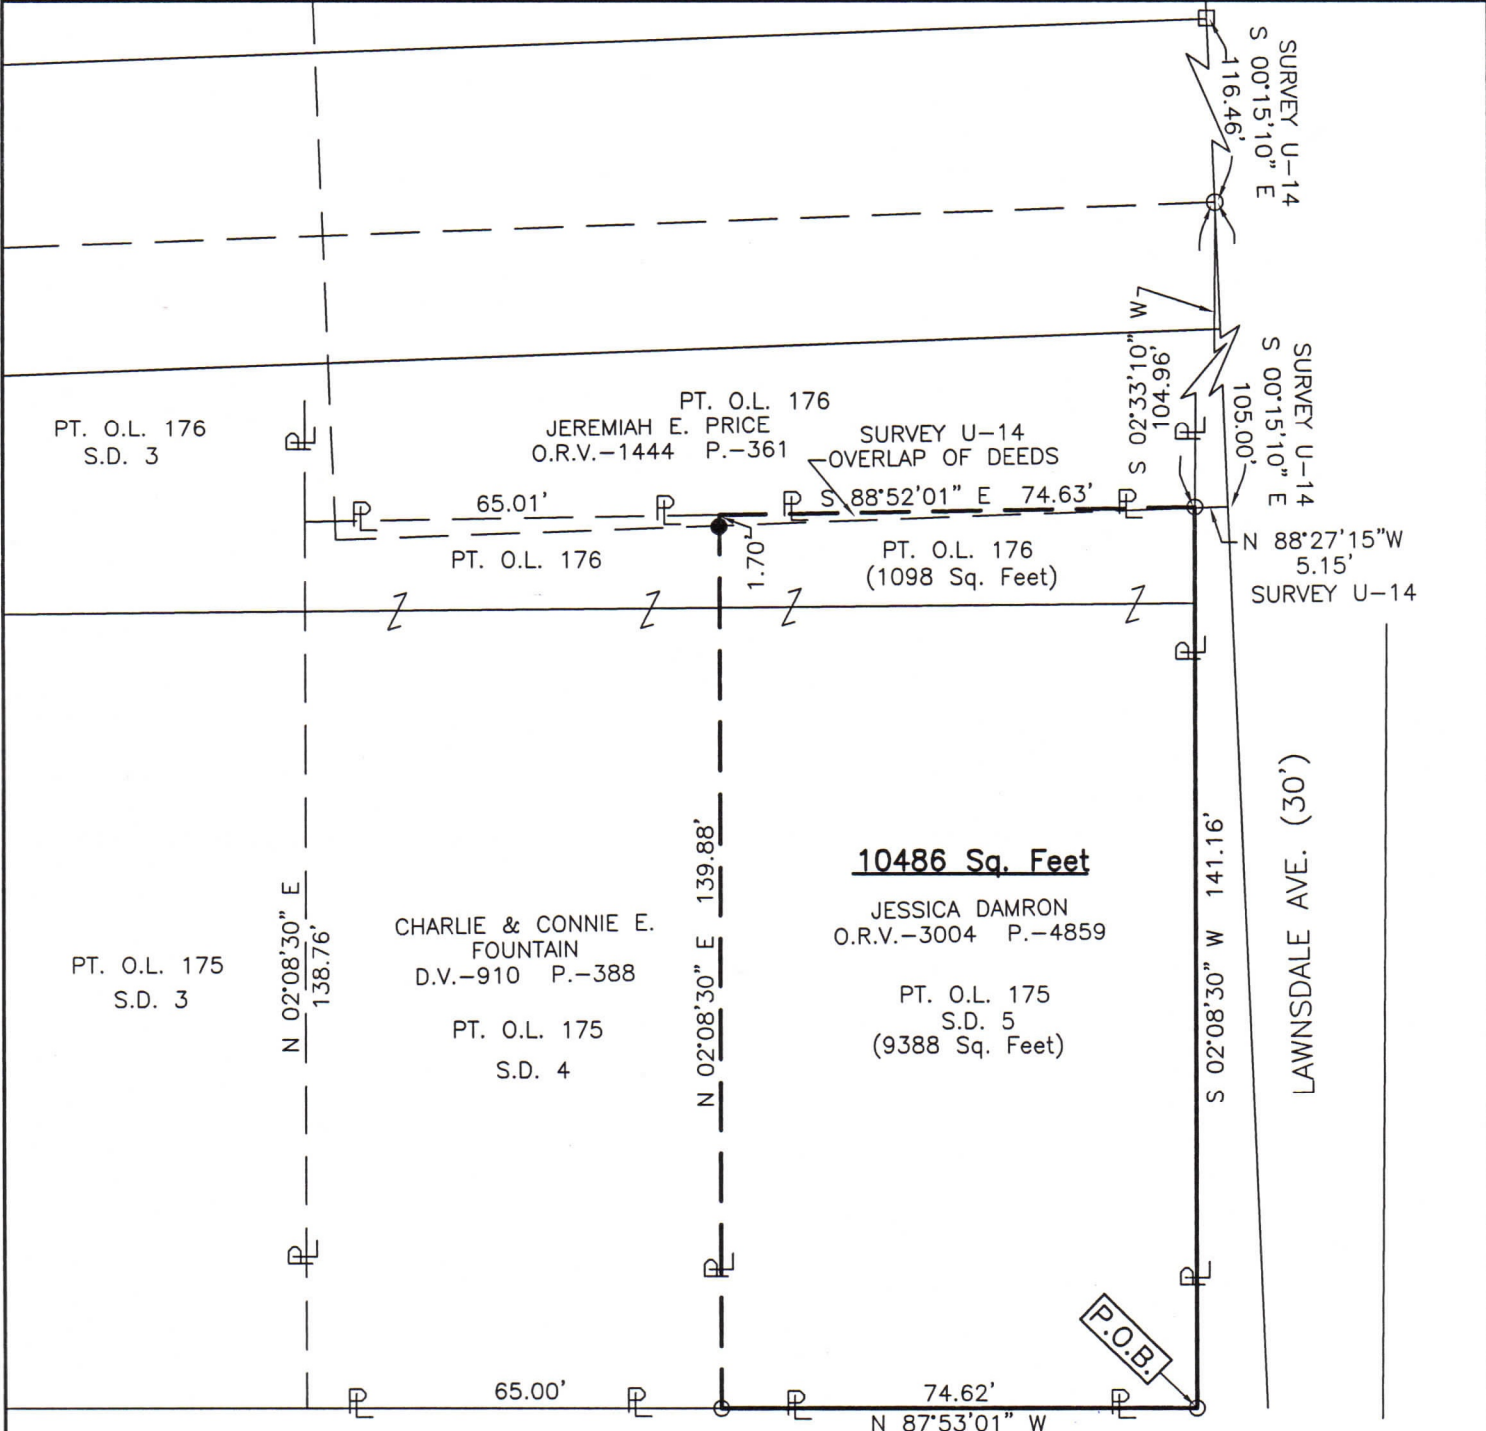 SURVEY U-14
S 00°15'10" E
116.46'
SURVEY U-14
S 00°15'10" E
105.00'
S 02°33'10" W
104.96'
PT. O.L. 176
S.D. 3
PT. O.L. 176
JEREMIAH E. PRICE
O.R.V.-1444 P.-361
SURVEY U-14
OVERLAP OF DEEDS
65.01'
S 88°52'01" E 74.63'
N 88°27'15"W
5.15'
SURVEY U-14
PT. O.L. 176
1.70'
PT. O.L. 176
(1098 Sq. Feet)
N 02°08'30" E
138.76'
N 02°08'30" E 139.88'
S 02°08'30" W 141.16'
LAWNSDALE AVE. (30')
10486 Sq. Feet
JESSICA DAMRON
O.R.V.-3004 P.-4859
PT. O.L. 175
S.D. 5
(9388 Sq. Feet)
CHARLIE & CONNIE E.
FOUNTAIN
D.V.-910 P.-388
PT. O.L. 175
S.D. 4
PT. O.L. 175
S.D. 3
P.O.B.
65.00'
74.62'
N 87°53'01" W